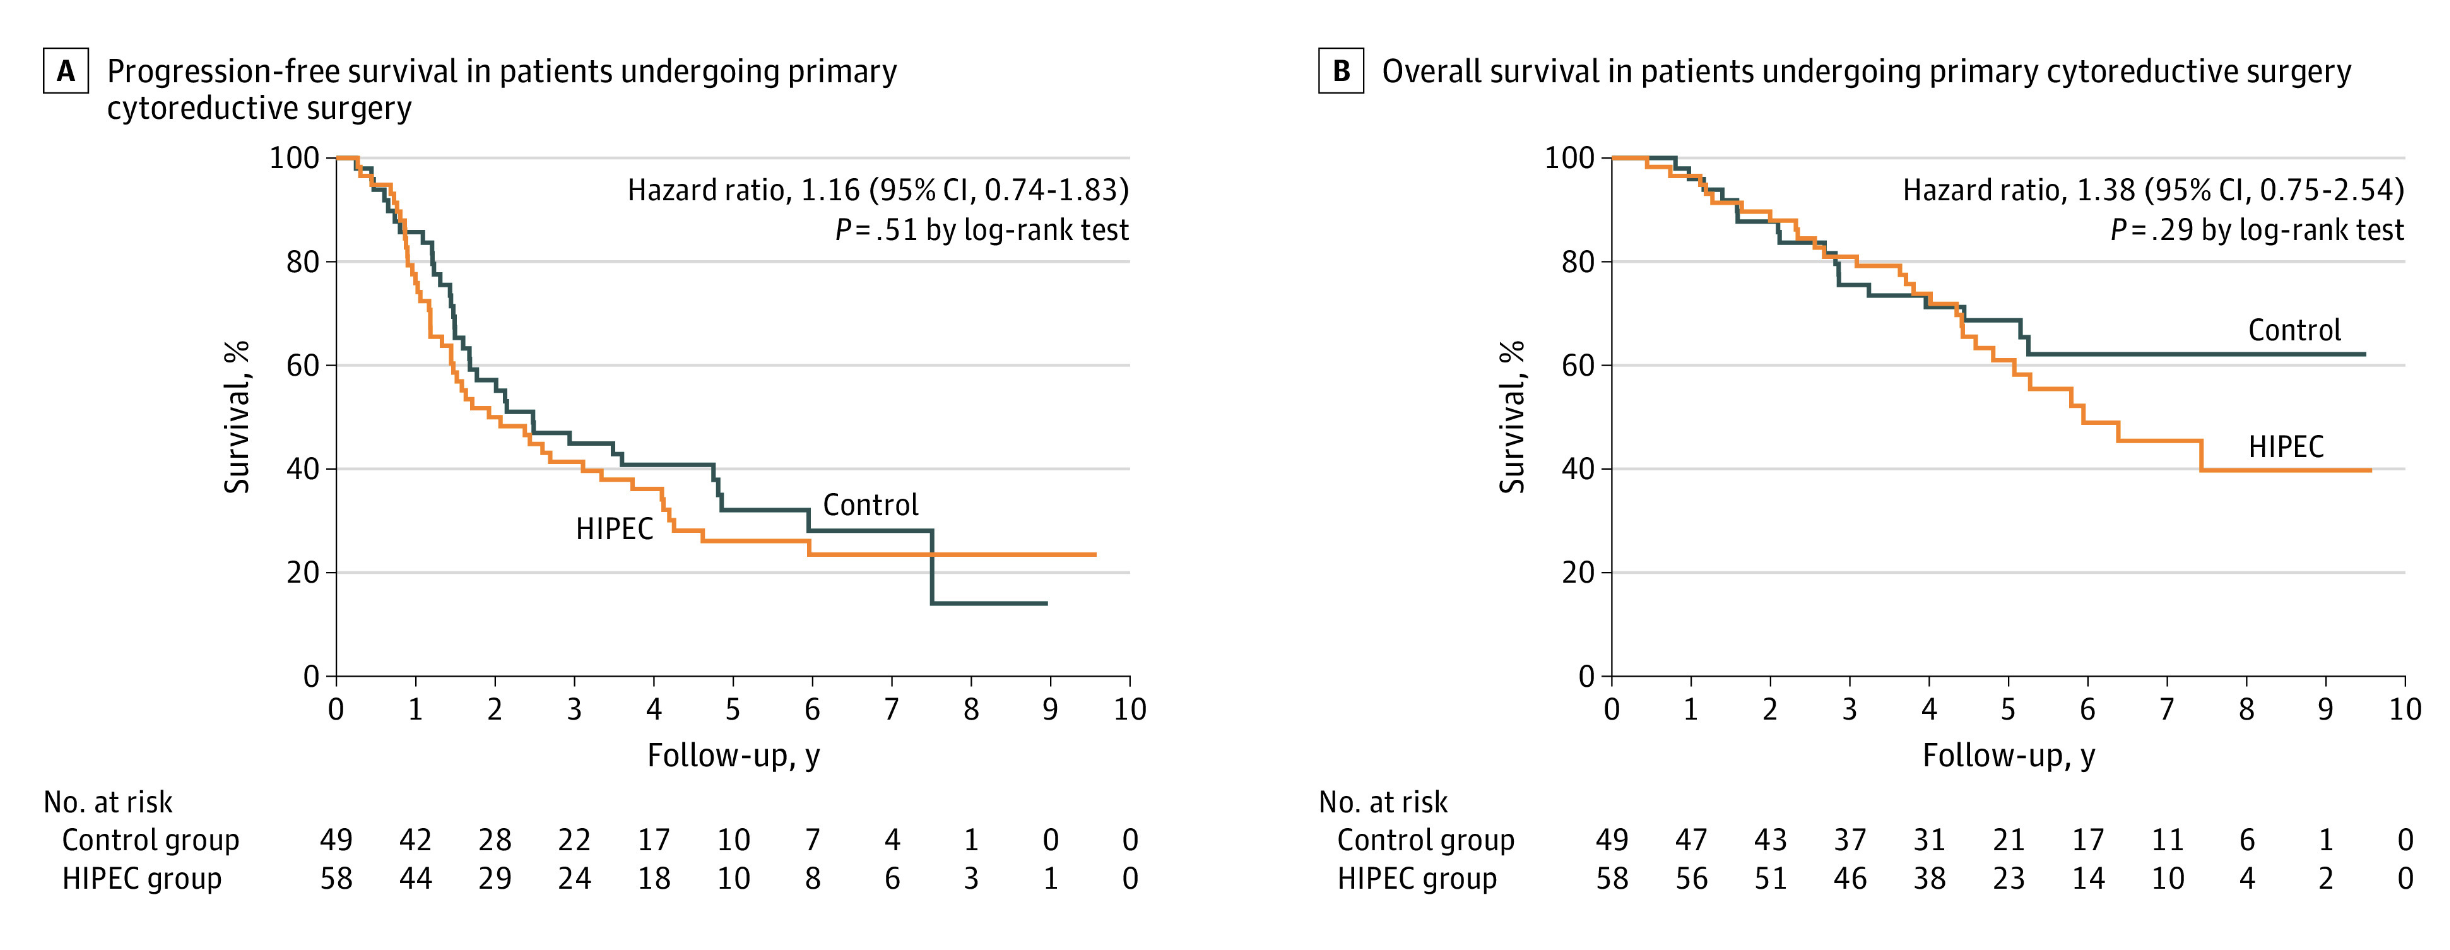 A
Progression-free survival in patients undergoing primary
cytoreductive surgery
100
80
60
40
20
0
Survival, %
Hazard ratio, 1.16 (95% CI, 0.74-1.83)
P = .51 by log-rank test
Control
HIPEC
0 1 2 3 4 5 6 7 8 9 10
Follow-up, y
No. at risk
Control group 49 42 28 22 17 10 7 4 1 0 0
HIPEC group 58 44 29 24 18 10 8 6 3 1 0
B
Overall survival in patients undergoing primary cytoreductive surgery
100
80
60
40
20
0
Survival, %
Hazard ratio, 1.38 (95% CI, 0.75-2.54)
P = .29 by log-rank test
Control
HIPEC
0 1 2 3 4 5 6 7 8 9 10
Follow-up, y
No. at risk
Control group 49 47 43 37 31 21 17 11 6 1 0
HIPEC group 58 56 51 46 38 23 14 10 4 2 0